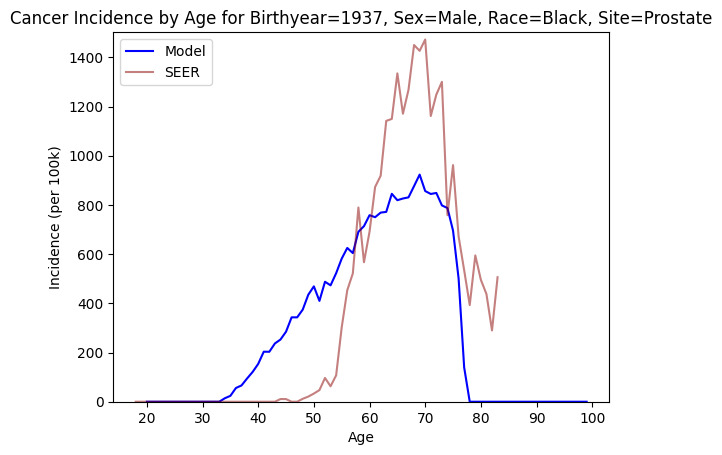 Cancer Incidence by Age for Birthyear=1937, Sex=Male, Race=Black, Site=Prostate
Model
SEER
Incidence (per 100k)
1400
1200
1000
800
600
400
200
0
20 30 40 50 60 70 80 90 100
Age